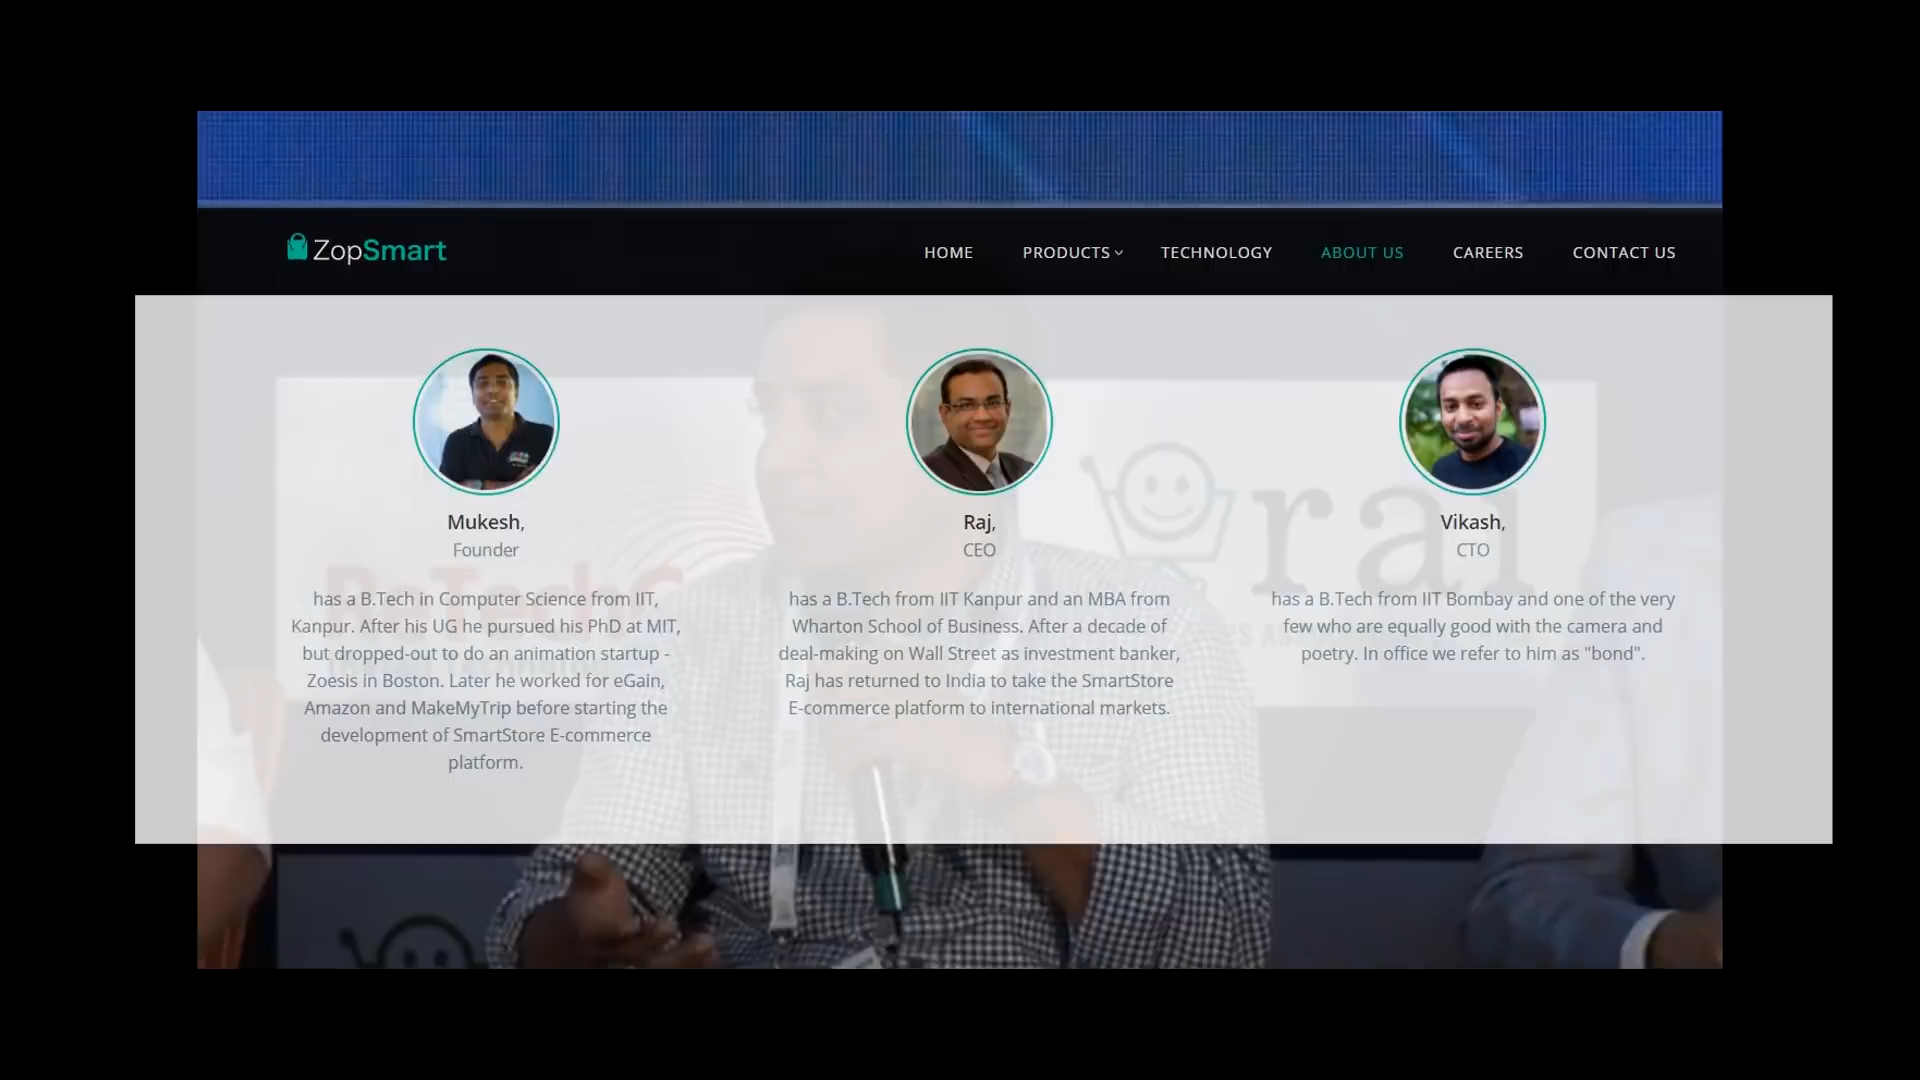 ZopSmart
HOME PRODUCTS TECHNOLOGY ABOUT US CAREERS CONTACT US
Mukesh,
Founder
has a B.Tech in Computer Science from IIT,
Kanpur. After his UG he pursued his PhD at MIT,
but dropped-out to do an animation startup -
Zoesis in Boston. Later he worked for eGain,
Amazon and MakeMyTrip before starting the
development of SmartStore E-commerce
platform.
Raj,
CEO
has a B.Tech from IIT Kanpur and an MBA from
Wharton School of Business. After a decade of
deal-making on Wall Street as investment banker,
Raj has returned to India to take the SmartStore
E-commerce platform to international markets.
Vikash,
CTO
has a B.Tech from IIT Bombay and one of the very
few who are equally good with the camera and
poetry. In office we refer to him as "bond".